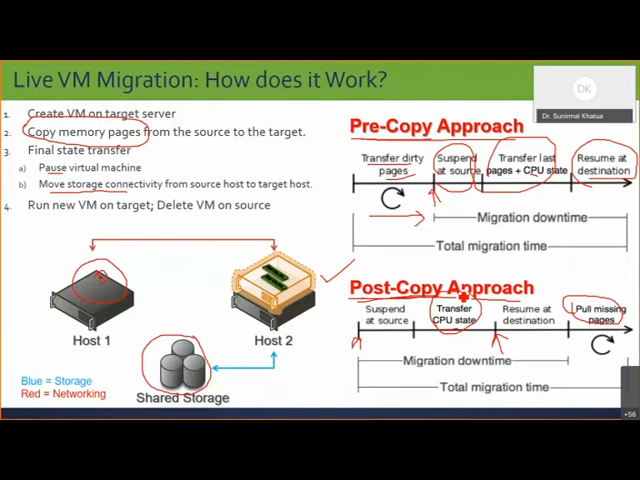 Live VM Migration: How does it Work?
DK
Dr. Sunirmal Khatua
1. Create VM on target server
2. Copy memory pages from the source to the target.
3. Final state transfer
a) Pause virtual machine
b) Move storage connectivity from source host to target host.
4. Run new VM on target; Delete VM on source
Host 1
Host 2
Shared Storage
Blue = Storage
Red = Networking
Pre-Copy Approach
Transfer dirty
pages
Suspend
at source
Transfer last
pages + CPU state
Resume at
destination
Migration downtime
Total migration time
Post-Copy Approach
Suspend
at source
Transfer
CPU state
Resume at
destination
Pull missing
pages
Migration downtime
Total migration time
+56